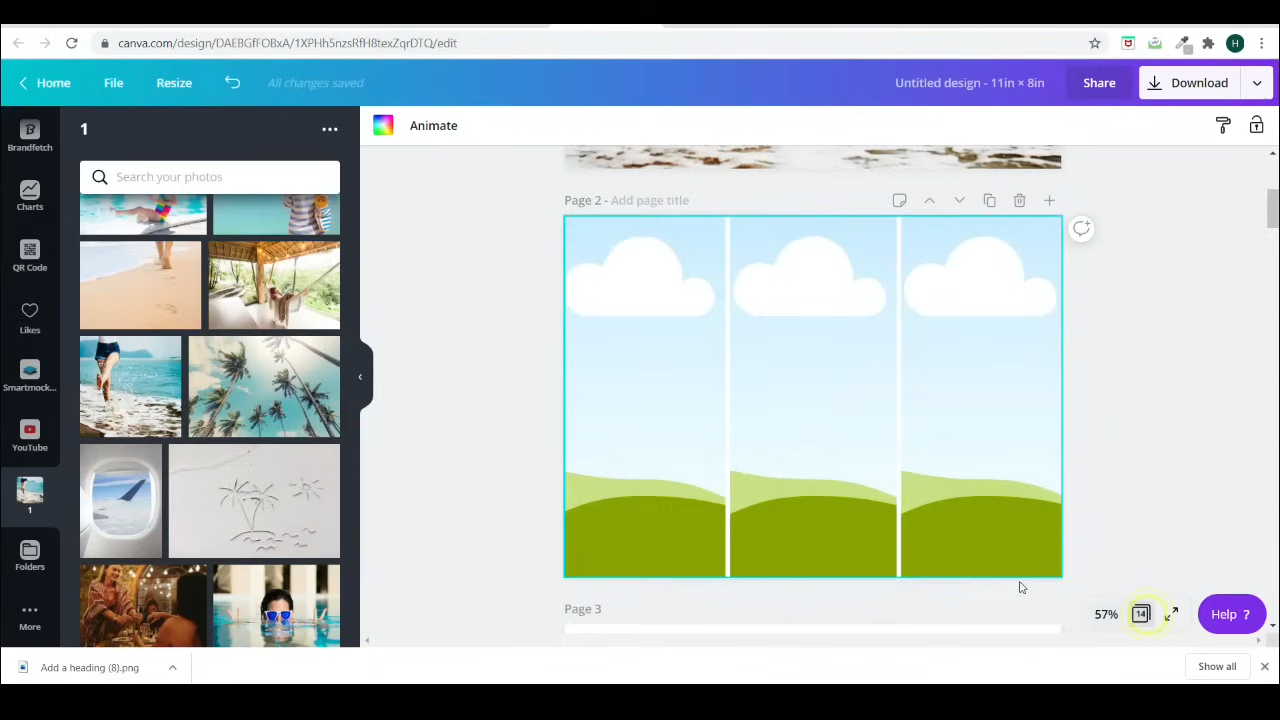 canva.com/design/DAEBGfFOBxA/1XPHh5nzsRfH8texZqrDTQ/edit
H
Home
File
Resize
All changes saved
Untitled design - 11in × 8in
Share
Download
Brandfetch
Charts
QR Code
Likes
Smartmock...
YouTube
1
Folders
More
1
Search your photos
Animate
Page 2 - Add page title
Page 3
57%
14
Help ?
Add a heading (8).png
Show all